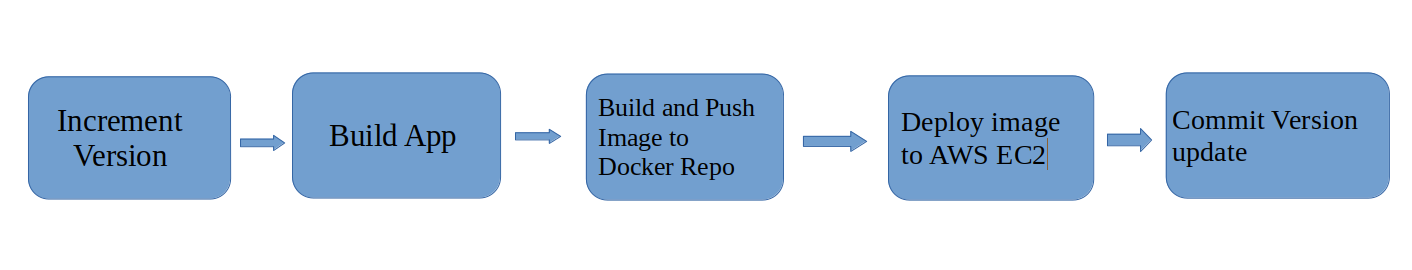 Increment
Version
Build App
Build and Push
Image to
Docker Repo
Deploy image
to AWS EC2
Commit Version
update